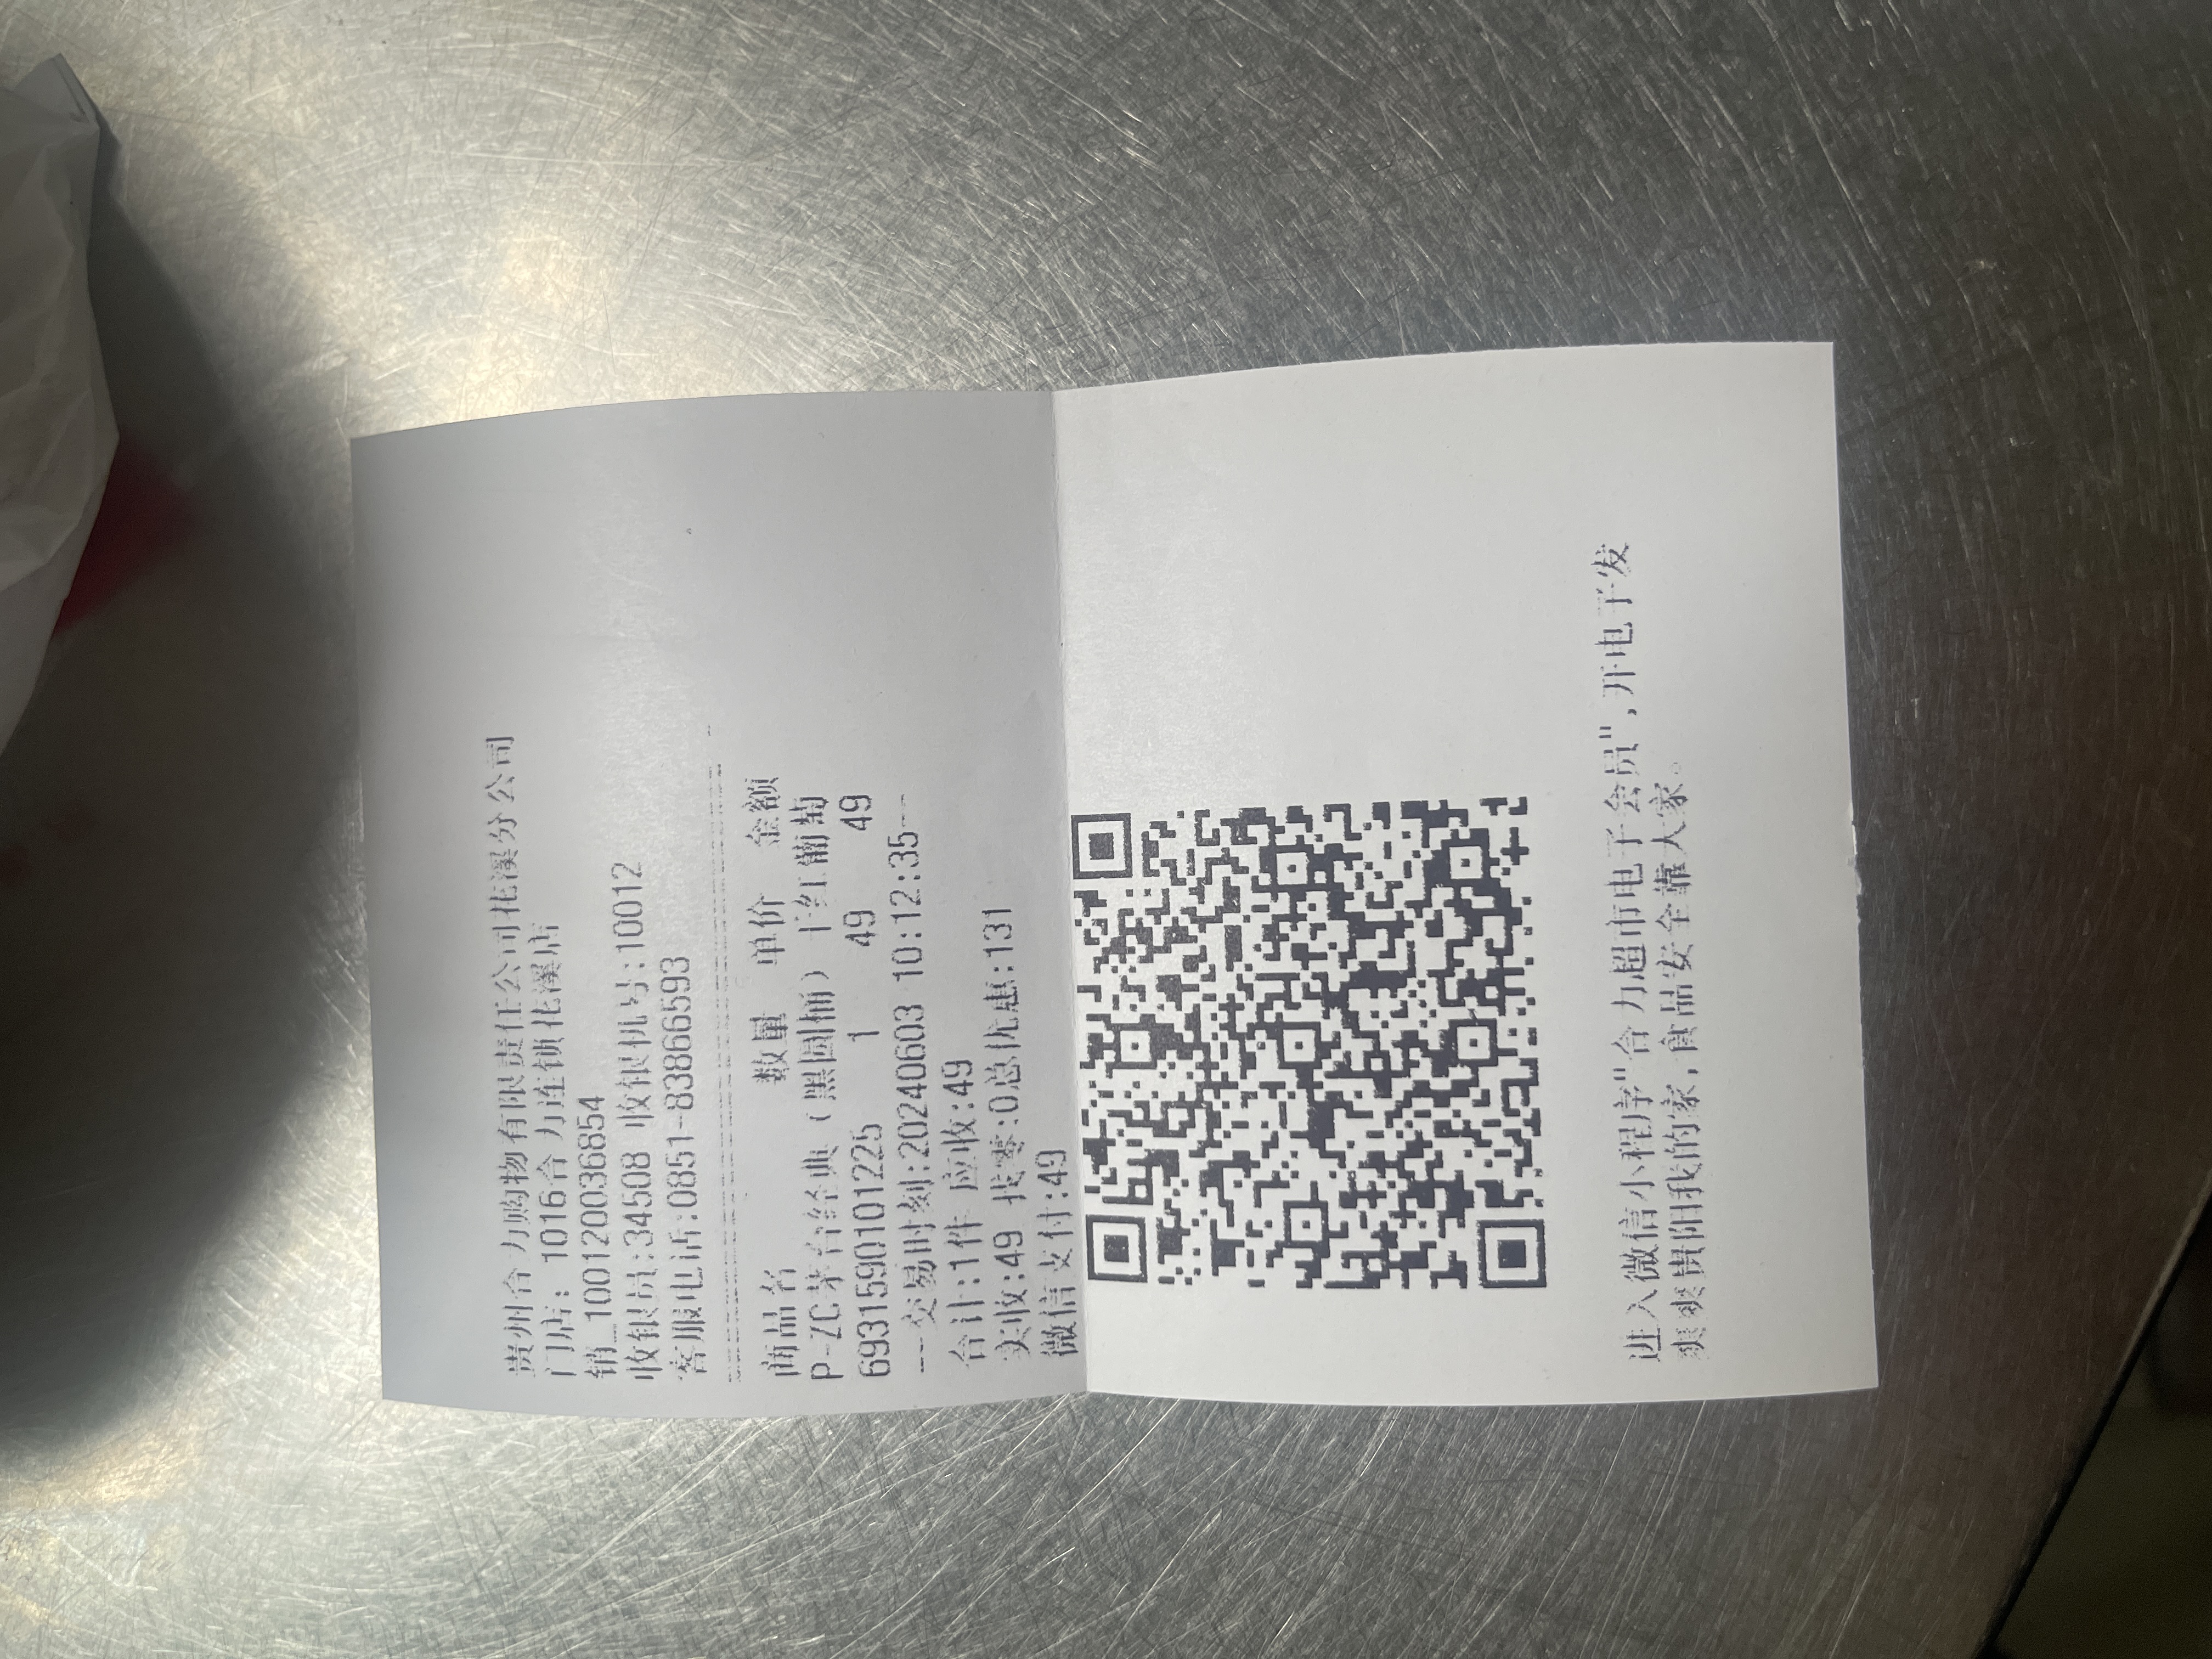 贵州合力购物有限责任公司花溪分公司
门店: 1016合力连锁花溪店
销_100120036854
收银员:34508 收银机号:10012
客服电话:0851-83866593
商品名 数量 单价 金额
P-ZC茅台经典（黑圆桶）干红葡萄
6931590101225 1 49 49
---交易时刻:20240603 10:12:35---
合计:1件 应收:49
实收:49 找零:0总优惠:131
微信支付:49
进入微信小程序"合力超市电子会员",开电子发
爽爽贵阳我的家,食品安全靠大家。